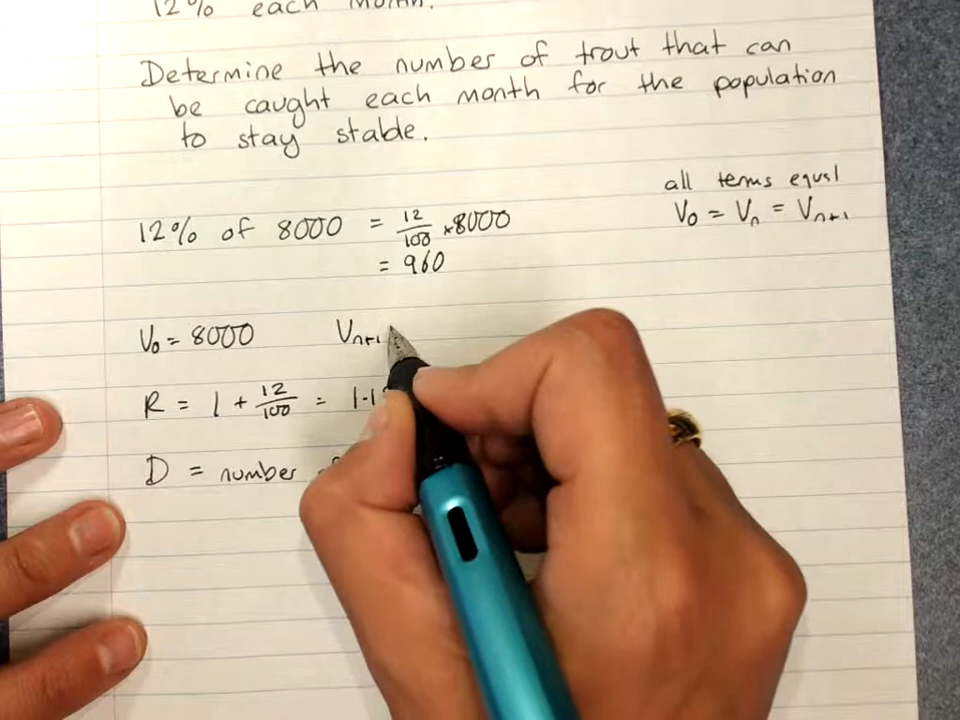 12% each month.
Determine the number of trout that can
be caught each month for the population
to stay stable.
all terms equal
V₀ = Vₙ = Vₙ₊₁
12% of 8000 = 12/100 × 8000
= 960
V₀ = 8000 Vₙ₊₁
R = 1 + 12/100 = 1.1
D = number